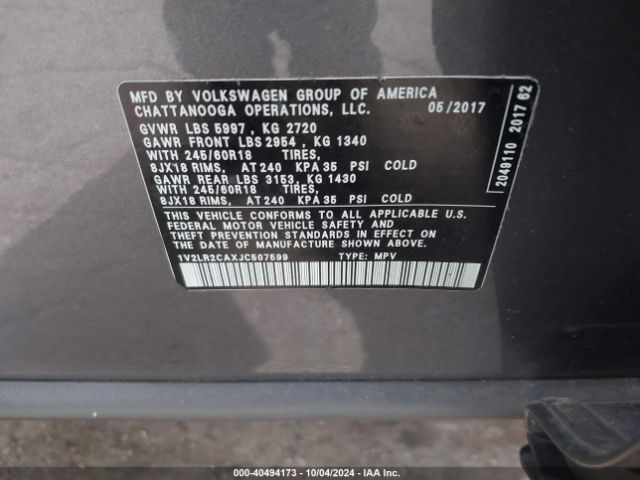 MFD BY VOLKSWAGEN GROUP OF AMERICA
CHATTANOOGA OPERATIONS, LLC. 05/2017
GVWR LBS 5997 , KG 2720
GAWR FRONT LBS 2954 , KG 1340
WITH 245/60R18 TIRES,
8JX18 RIMS, AT 240 KPA 35 PSI COLD
GAWR REAR LBS 3153, KG 1430
WITH 245/60R18 TIRES,
8JX18 RIMS, AT 240 KPA 35 PSI COLD
THIS VEHICLE CONFORMS TO ALL APPLICABLE U.S.
FEDERAL MOTOR VEHICLE SAFETY AND
THEFT PREVENTION STANDARDS IN EFFECT ON
THE DATE OF MANUFACTURE SHOWN ABOVE.
1V2LR2CAXJC507599 TYPE: MPV
2049110 2017 62
000-40494173 - 10/04/2024 - IAA Inc.